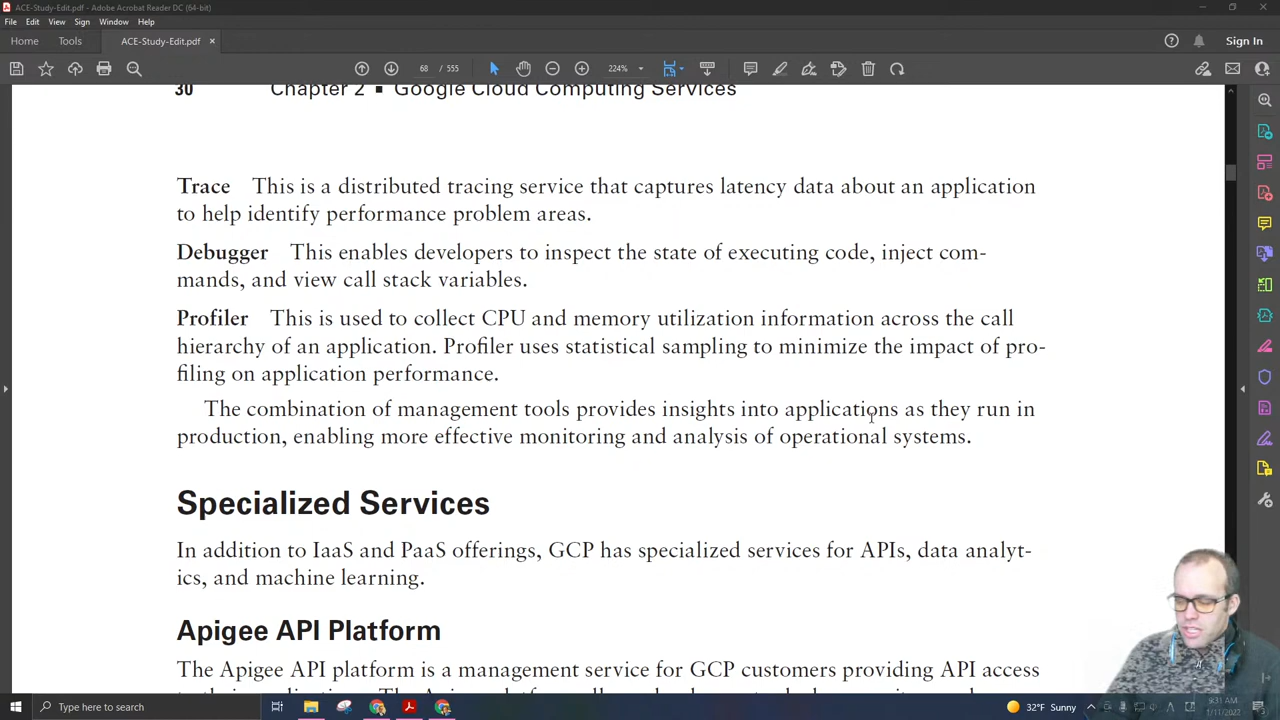 ACE-Study-Edit.pdf - Adobe Acrobat Reader DC (64-bit)
File Edit View Sign Window Help
Home Tools ACE-Study-Edit.pdf × Sign In
68 / 555 224%
30 Chapter 2 ■ Google Cloud Computing Services
Trace This is a distributed tracing service that captures latency data about an application
to help identify performance problem areas.
Debugger This enables developers to inspect the state of executing code, inject com-
mands, and view call stack variables.
Profiler This is used to collect CPU and memory utilization information across the call
hierarchy of an application. Profiler uses statistical sampling to minimize the impact of pro-
filing on application performance.
The combination of management tools provides insights into applications as they run in
production, enabling more effective monitoring and analysis of operational systems.
Specialized Services
In addition to IaaS and PaaS offerings, GCP has specialized services for APIs, data analyt-
ics, and machine learning.
Apigee API Platform
The Apigee API platform is a management service for GCP customers providing API access
Type here to search
32°F Sunny